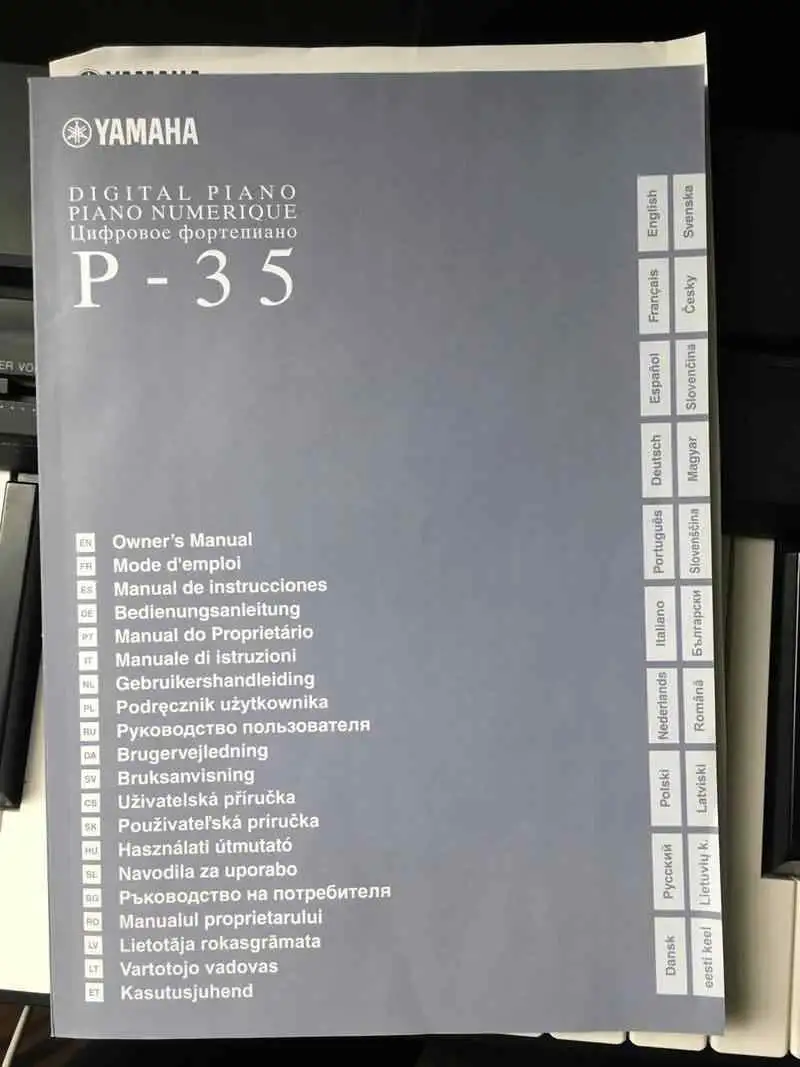 YAMAHA
YAMAHA
DIGITAL PIANO
PIANO NUMERIQUE
Цифровое фортепиано
P-35
English
Svenska
Français
Česky
Español
Slovenčina
Deutsch
Magyar
Português
Slovenščina
Italiano
Български
Nederlands
Română
Polski
Latviski
Русский
Lietuvių k.
Dansk
eesti keel
EN Owner's Manual
FR Mode d'emploi
ES Manual de instrucciones
DE Bedienungsanleitung
PT Manual do Proprietário
IT Manuale di istruzioni
NL Gebruikershandleiding
PL Podręcznik użytkownika
RU Руководство пользователя
DA Brugervejledning
SV Bruksanvisning
CS Uživatelská příručka
SK Používateľská príručka
HU Használati útmutató
SL Navodila za uporabo
BG Ръководство на потребителя
RO Manualul proprietarului
LV Lietotāja rokasgrāmata
LT Vartotojo vadovas
ET Kasutusjuhend